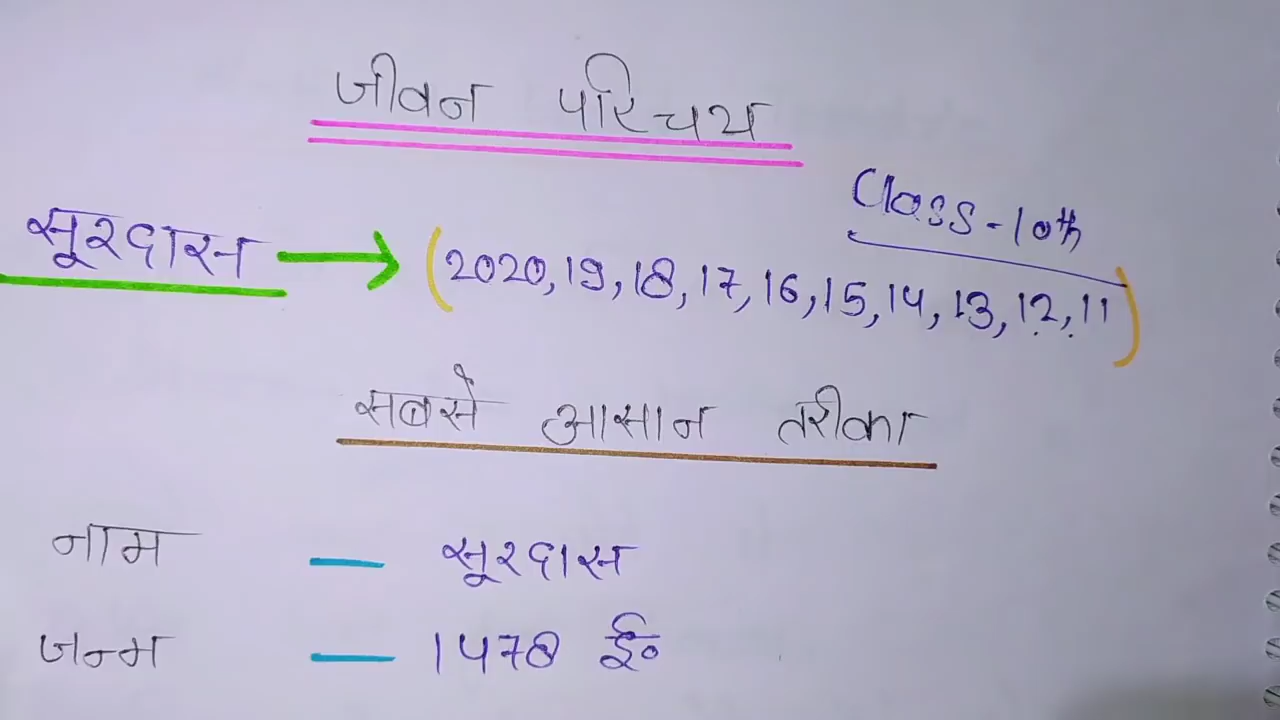 जीवन परिचय
Class-10th
सूरदास → (2020, 19, 18, 17, 16, 15, 14, 13, 12, 11)
सबसे आसान तरीका
नाम — सूरदास
जन्म — 1478 ई०